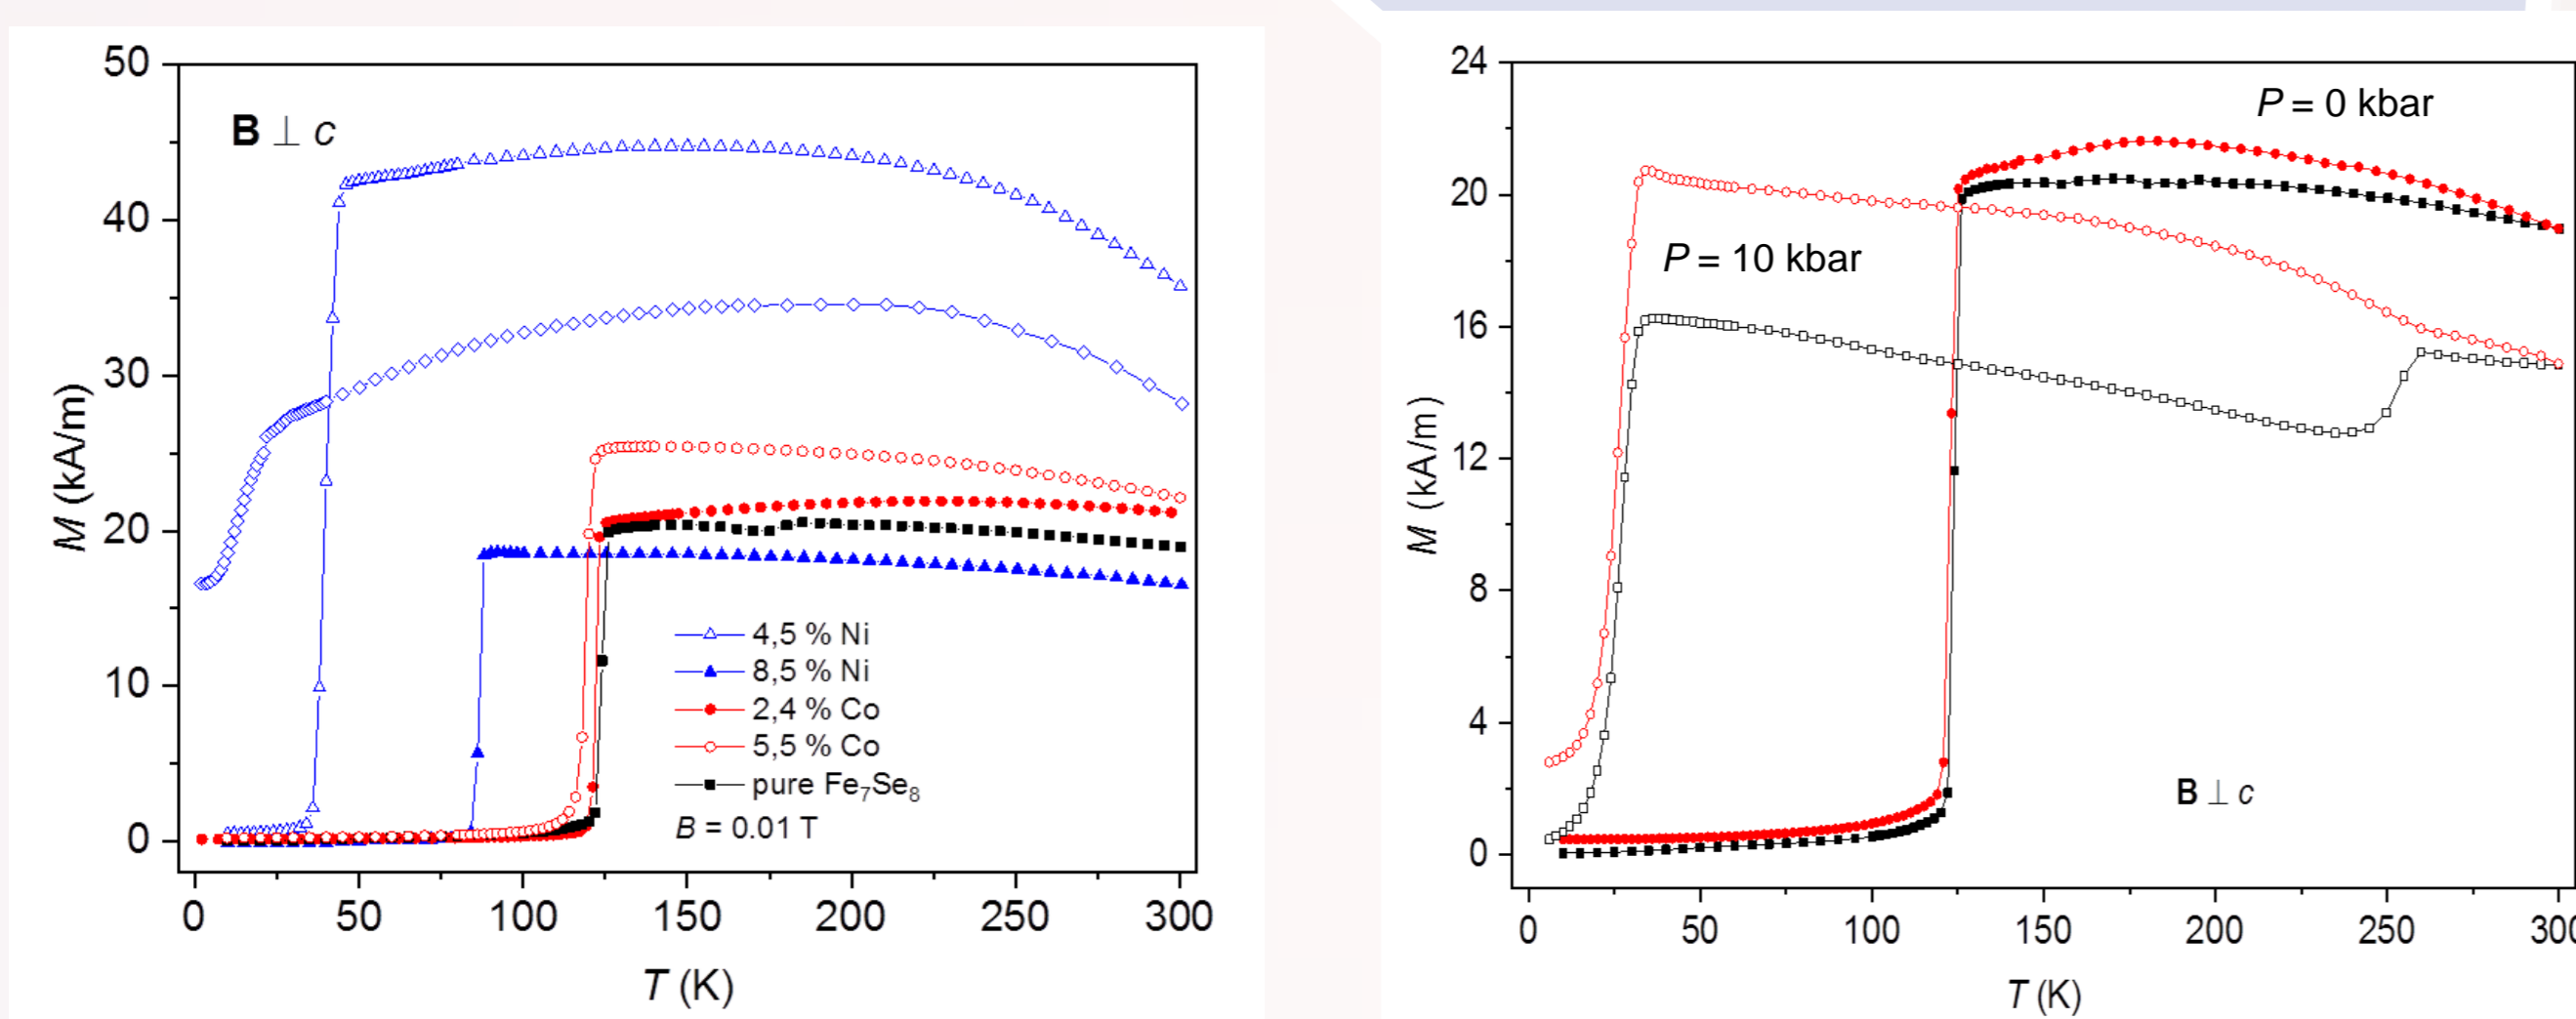 50
40
30
20
10
0
M (kA/m)
B ⊥ c
4,5 % Ni
8,5 % Ni
2,4 % Co
5,5 % Co
pure Fe₇Se₈
B = 0.01 T
0 50 100 150 200 250 300
T (K)
24
20
16
12
8
4
0
M (kA/m)
P = 0 kbar
P = 10 kbar
B ⊥ c
0 50 100 150 200 250 300
T (K)